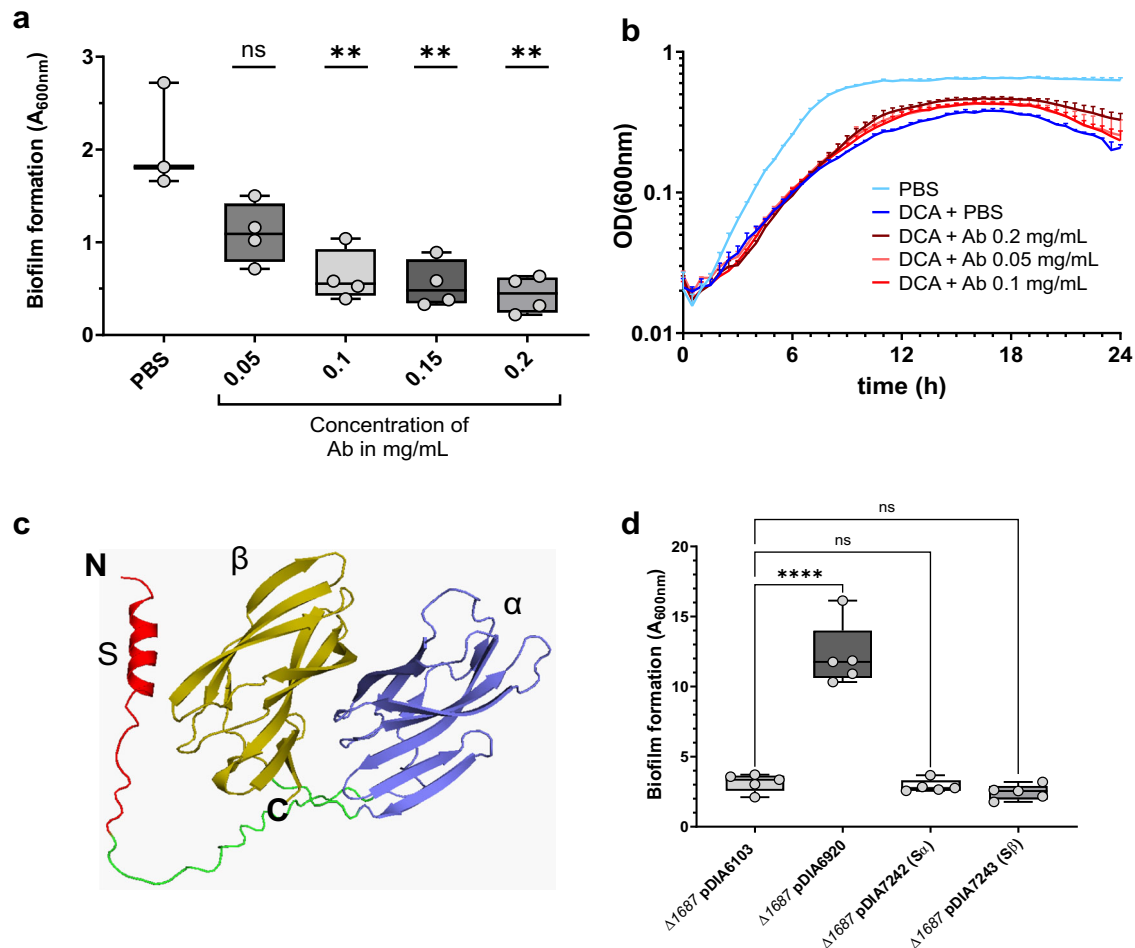 a
ns
**
**
**
Biofilm formation (A600nm)
3
2
1
0
PBS
0.05
0.1
0.15
0.2
Concentration of
Ab in mg/mL
b
OD(600nm)
1
0.1
0.01
PBS
DCA + PBS
DCA + Ab 0.2 mg/mL
DCA + Ab 0.05 mg/mL
DCA + Ab 0.1 mg/mL
0
6
12
18
24
time (h)
c
N
S
β
α
C
d
ns
ns
****
Biofilm formation (A600nm)
20
15
10
5
0
Δ1687 pDIA6103
Δ1687 pDIA6920
Δ1687 pDIA7242 (Sα)
Δ1687 pDIA7243 (Sβ)